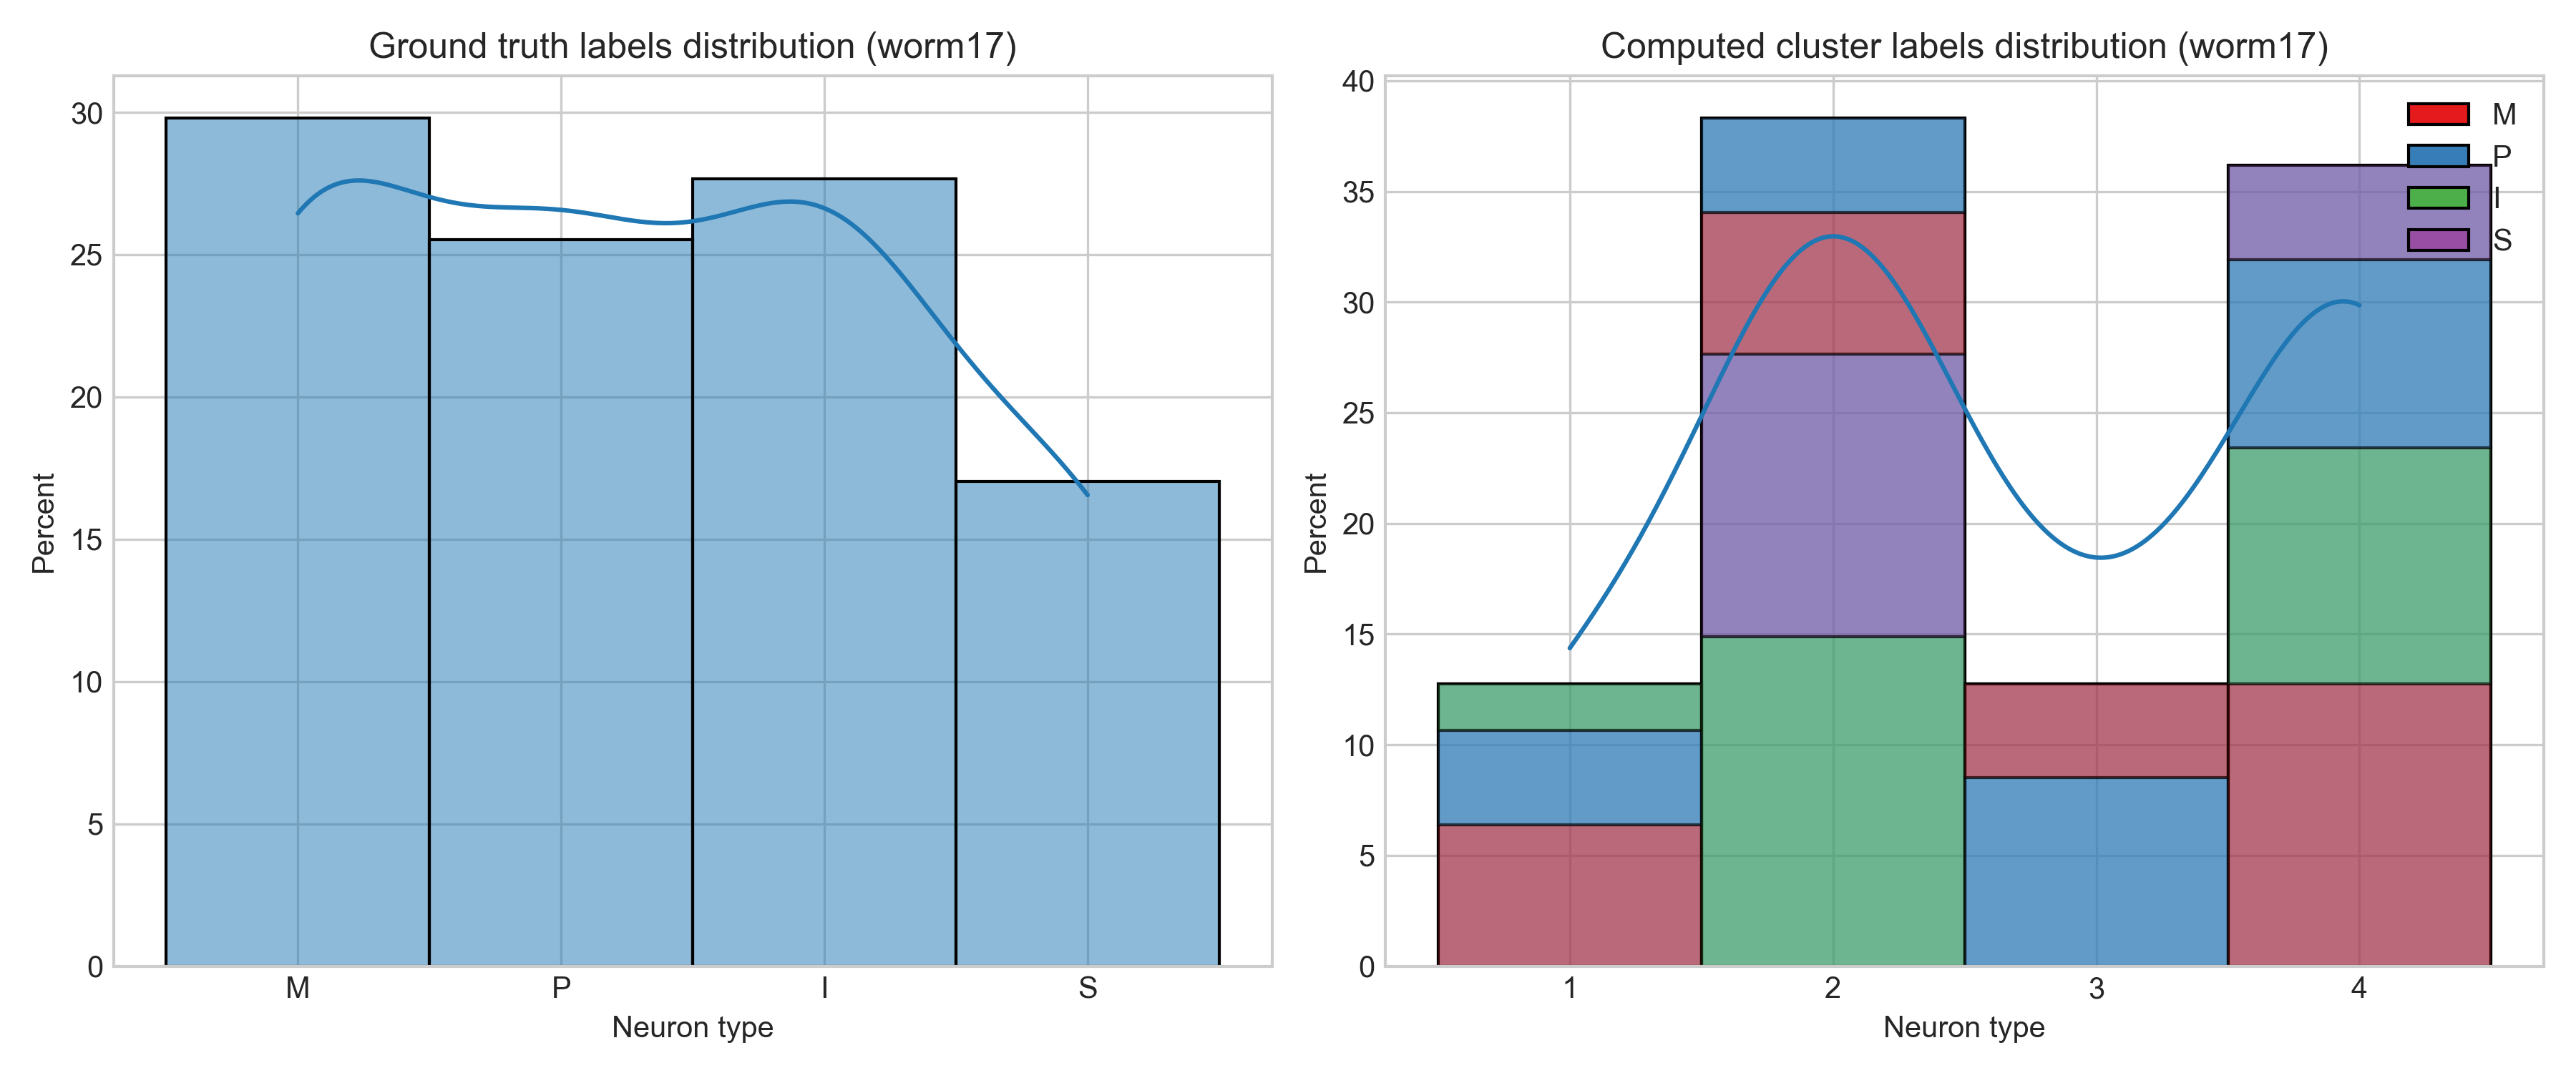 Ground truth labels distribution (worm17)
30
25
20
15
10
5
0
Percent
M P I S
Neuron type
Computed cluster labels distribution (worm17)
40
35
30
25
20
15
10
5
0
Percent
1 2 3 4
Neuron type
M
P
I
S